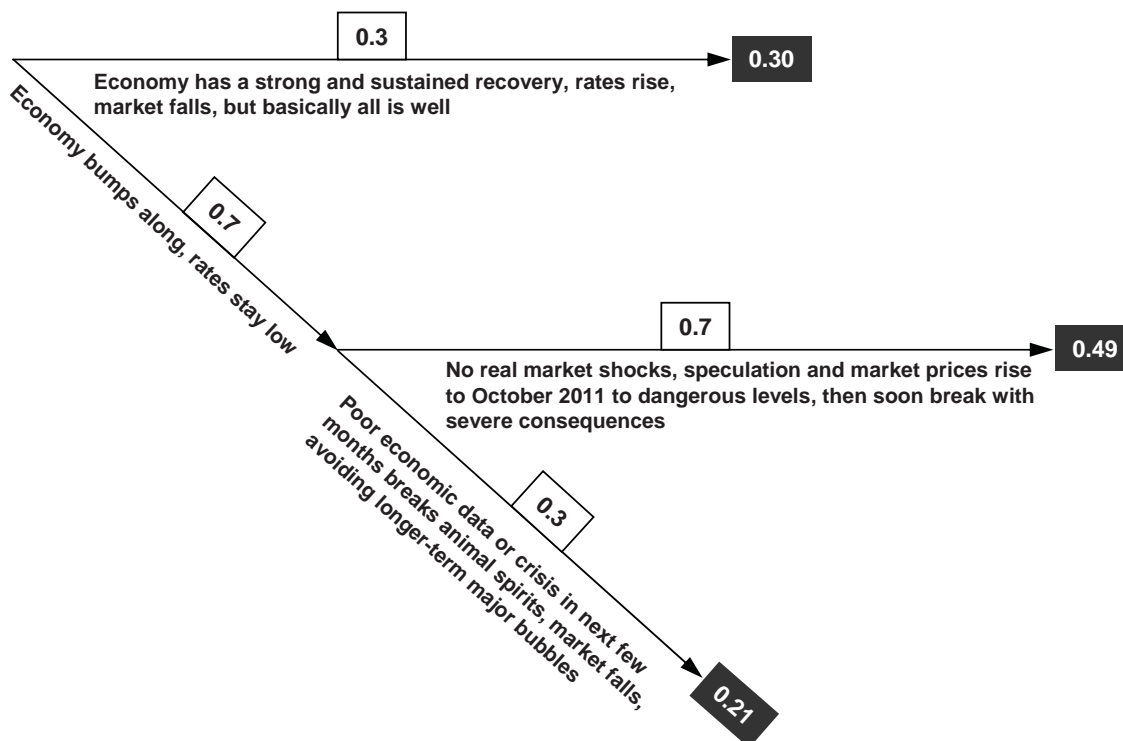 0.3
0.30
Economy has a strong and sustained recovery, rates rise,
market falls, but basically all is well
Economy bumps along, rates stay low
0.7
0.7
0.49
No real market shocks, speculation and market prices rise
to October 2011 to dangerous levels, then soon break with
severe consequences
Poor economic data or crisis in next few
months breaks animal spirits, market falls,
avoiding longer-term major bubbles
0.3
0.21